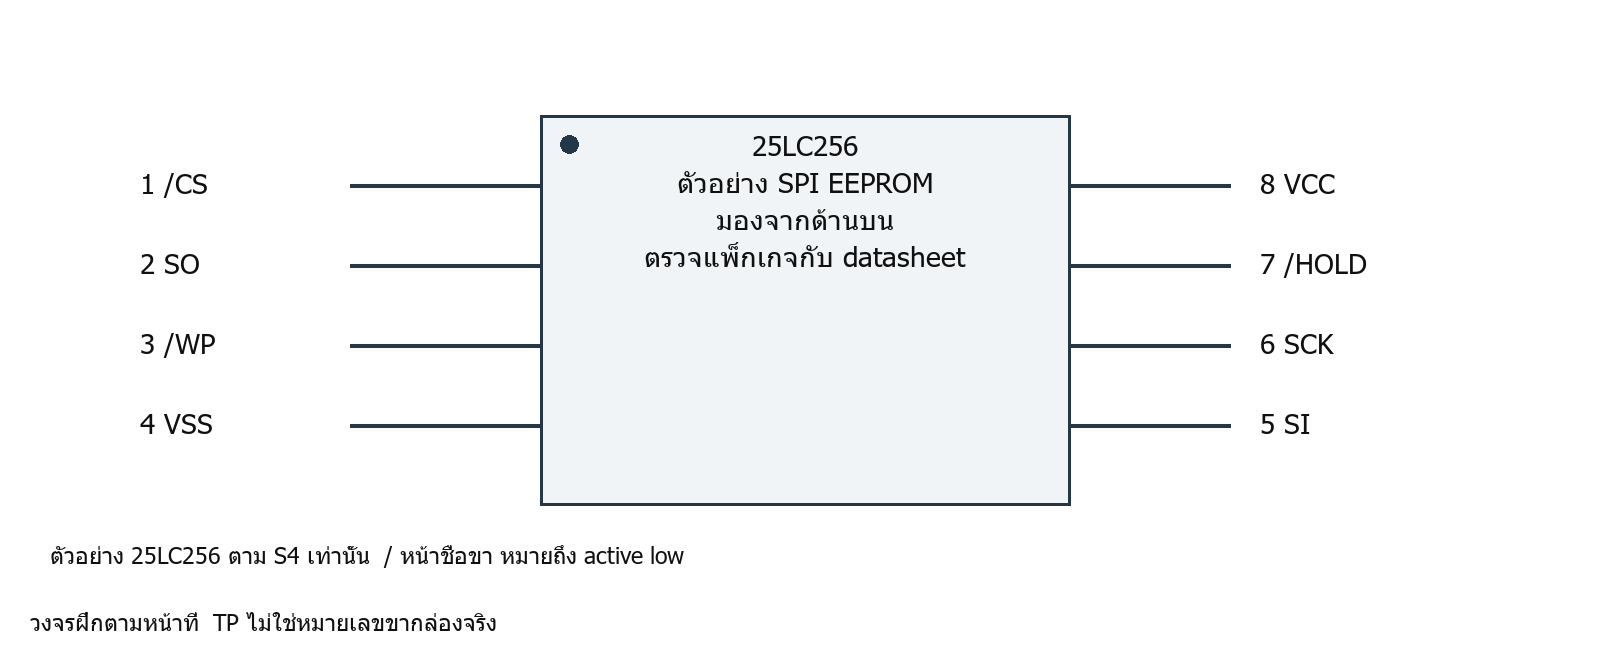 25LC256
ตัวอย่าง SPI EEPROM
มองจากด้านบน
ตรวจแพ็กเกจกับ datasheet
1 /CS
2 SO
3 /WP
4 VSS
8 VCC
7 /HOLD
6 SCK
5 SI
ตัวอย่าง 25LC256 ตาม S4 เท่านั้น / หน้าชื่อขา หมายถึง active low
วงจรฝึกตามหน้าที่ TP ไม่ใช่หมายเลขขากล่องจริง